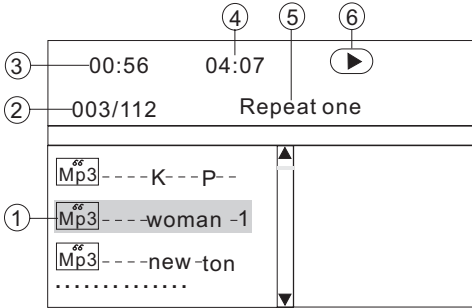 ④ ⑤ ⑥
③ 00:56 04:07
② 003/112 Repeat one
Mp3 ----K---P--
① Mp3 ----woman -1
Mp3 ----new-ton
..............